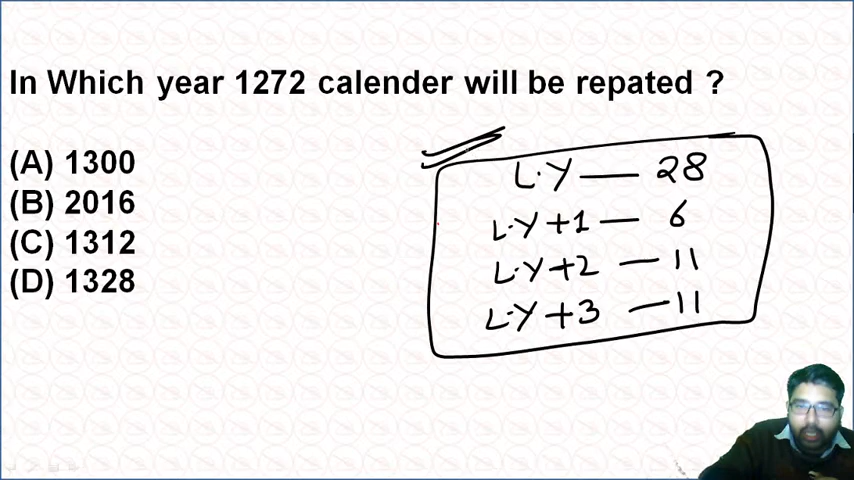 In Which year 1272 calender will be repated ?
(A) 1300
(B) 2016
(C) 1312
(D) 1328
L.Y — 28
L.Y +1 — 6
L.Y +2 — 11
L.Y +3 — 11